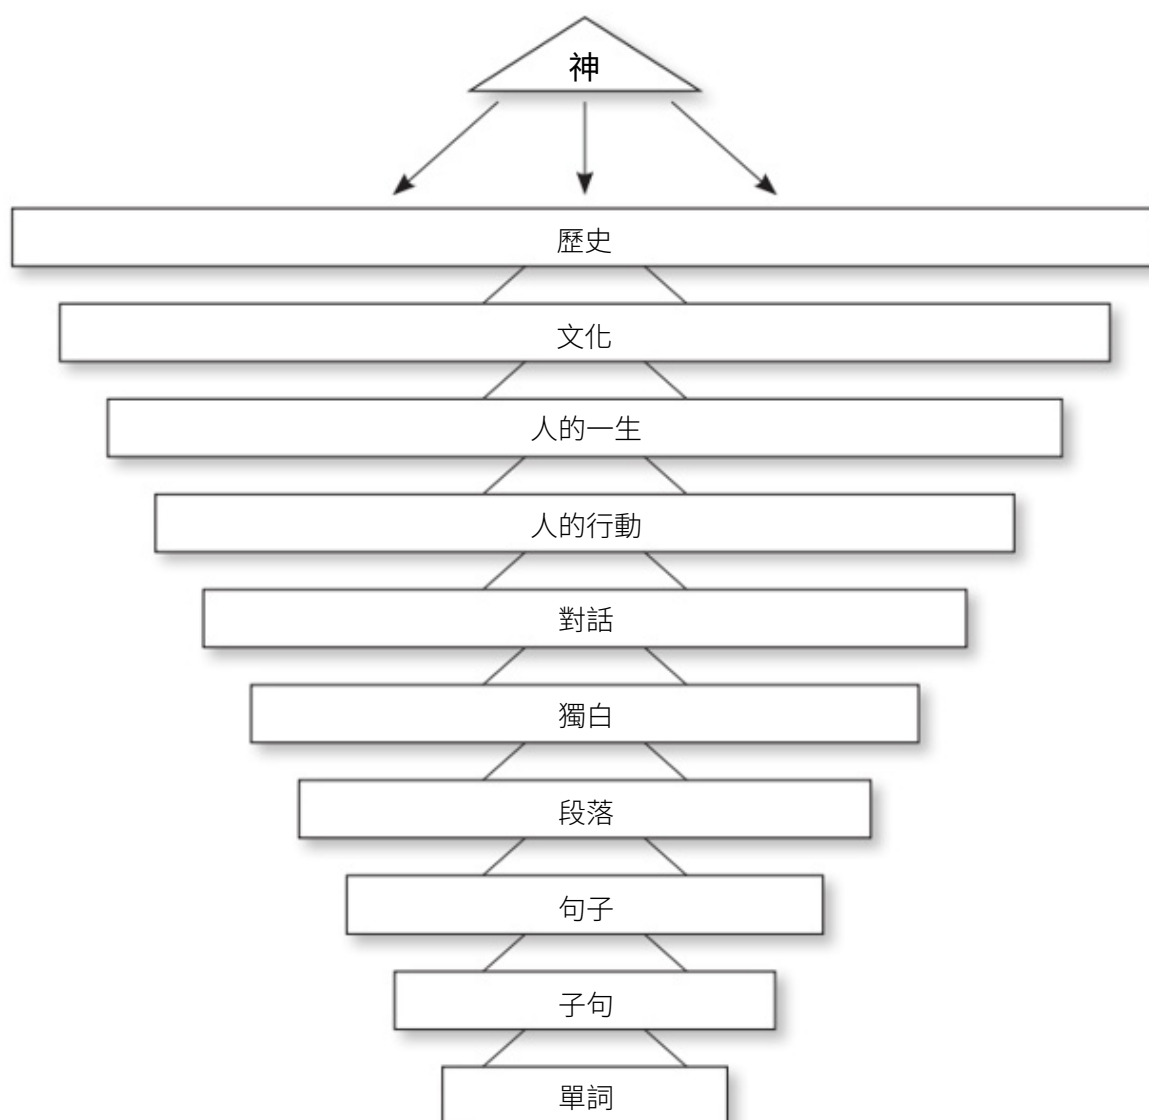 神
歷史
文化
人的一生
人的行動
對話
獨白
段落
句子
子句
單詞